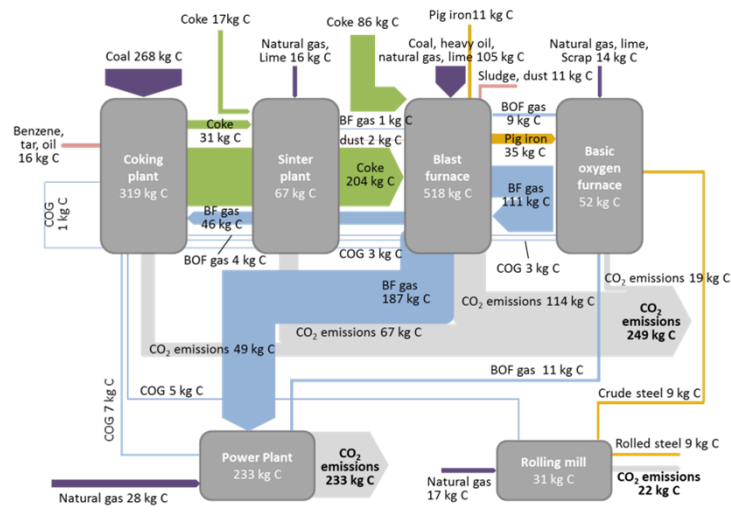 Coke 17kg C
Coke 86 kg C
Pig iron11 kg C
Coal 268 kg C
Natural gas,
Lime 16 kg C
Coal, heavy oil,
natural gas, lime 105 kg C
Natural gas, lime,
Scrap 14 kg C
Sludge, dust 11 kg C
Benzene,
tar, oil
16 kg C
Coking
plant
319 kg C
Coke
31 kg C
Sinter
plant
67 kg C
BF gas 1 kg C
dust 2 kg C
Coke
204 kg C
Blast
furnace
518 kg C
BOF gas
9 kg C
Pig iron
35 kg C
BF gas
111 kg C
Basic
oxygen
furnace
52 kg C
COG
1 kg C
BF gas
46 kg C
BOF gas 4 kg C
COG 3 kg C
COG 3 kg C
BF gas
187 kg C
CO₂ emissions 19 kg C
CO₂ emissions 114 kg C
CO₂
emissions
249 kg C
CO₂ emissions 67 kg C
CO₂ emissions 49 kg C
BOF gas 11 kg C
COG 7 kg C
COG 5 kg C
Crude steel 9 kg C
Power Plant
233 kg C
CO₂
emissions
233 kg C
Rolling mill
31 kg C
Rolled steel 9 kg C
CO₂ emissions
22 kg C
Natural gas 28 kg C
Natural gas
17 kg C